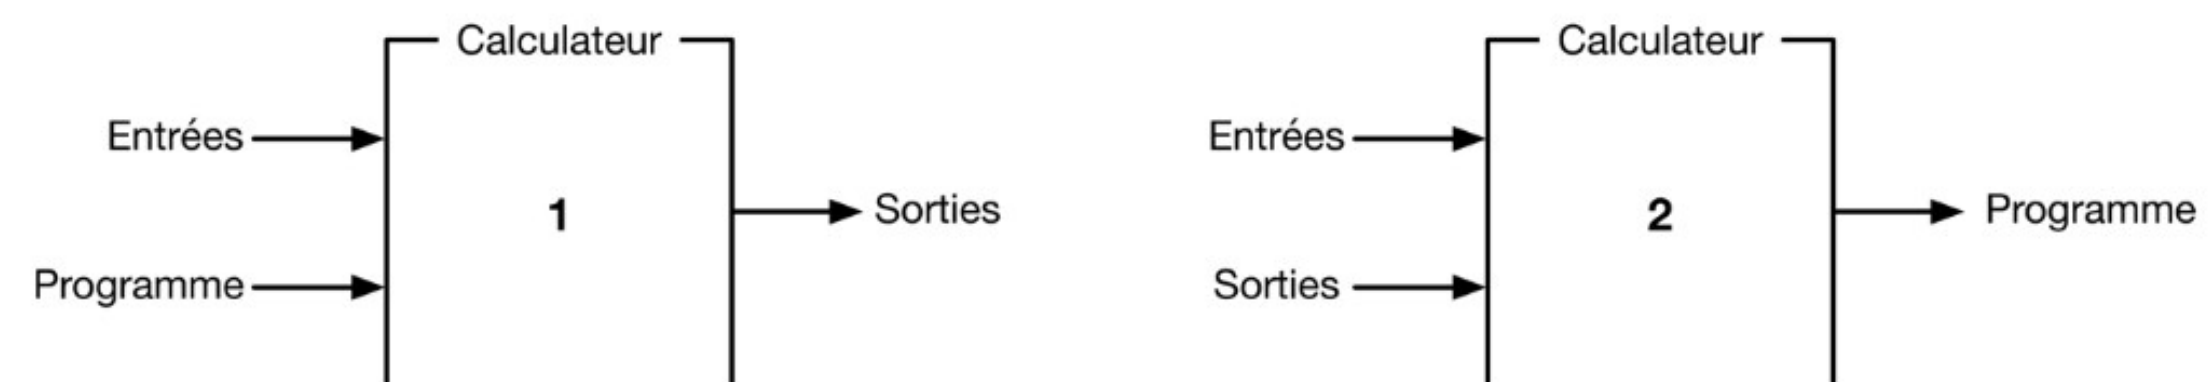 Calculateur
Entrées
1
Sorties
Programme
Calculateur
Entrées
2
Programme
Sorties